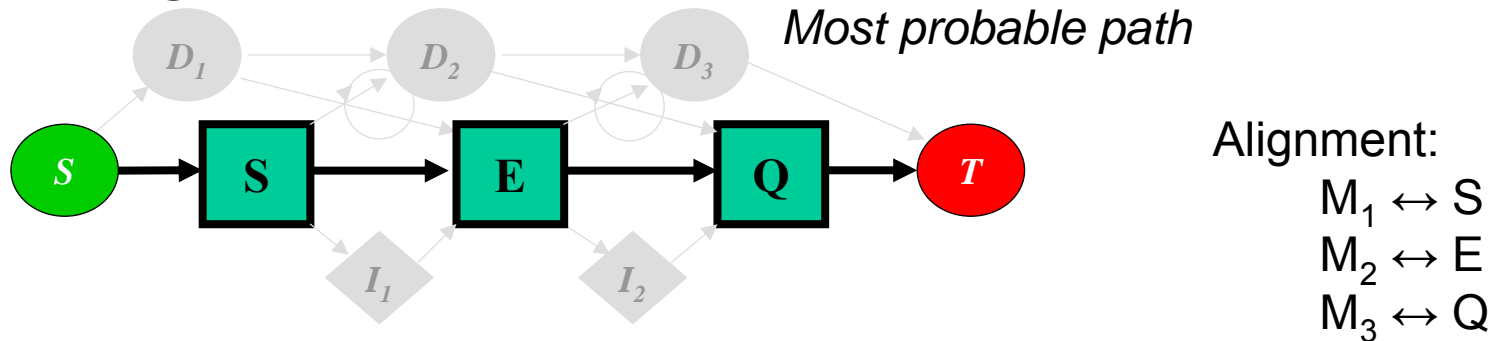 Most probable path
D₁ D₂ D₃
S S E Q T
I₁ I₂
Alignment:
M₁ ↔ S
M₂ ↔ E
M₃ ↔ Q